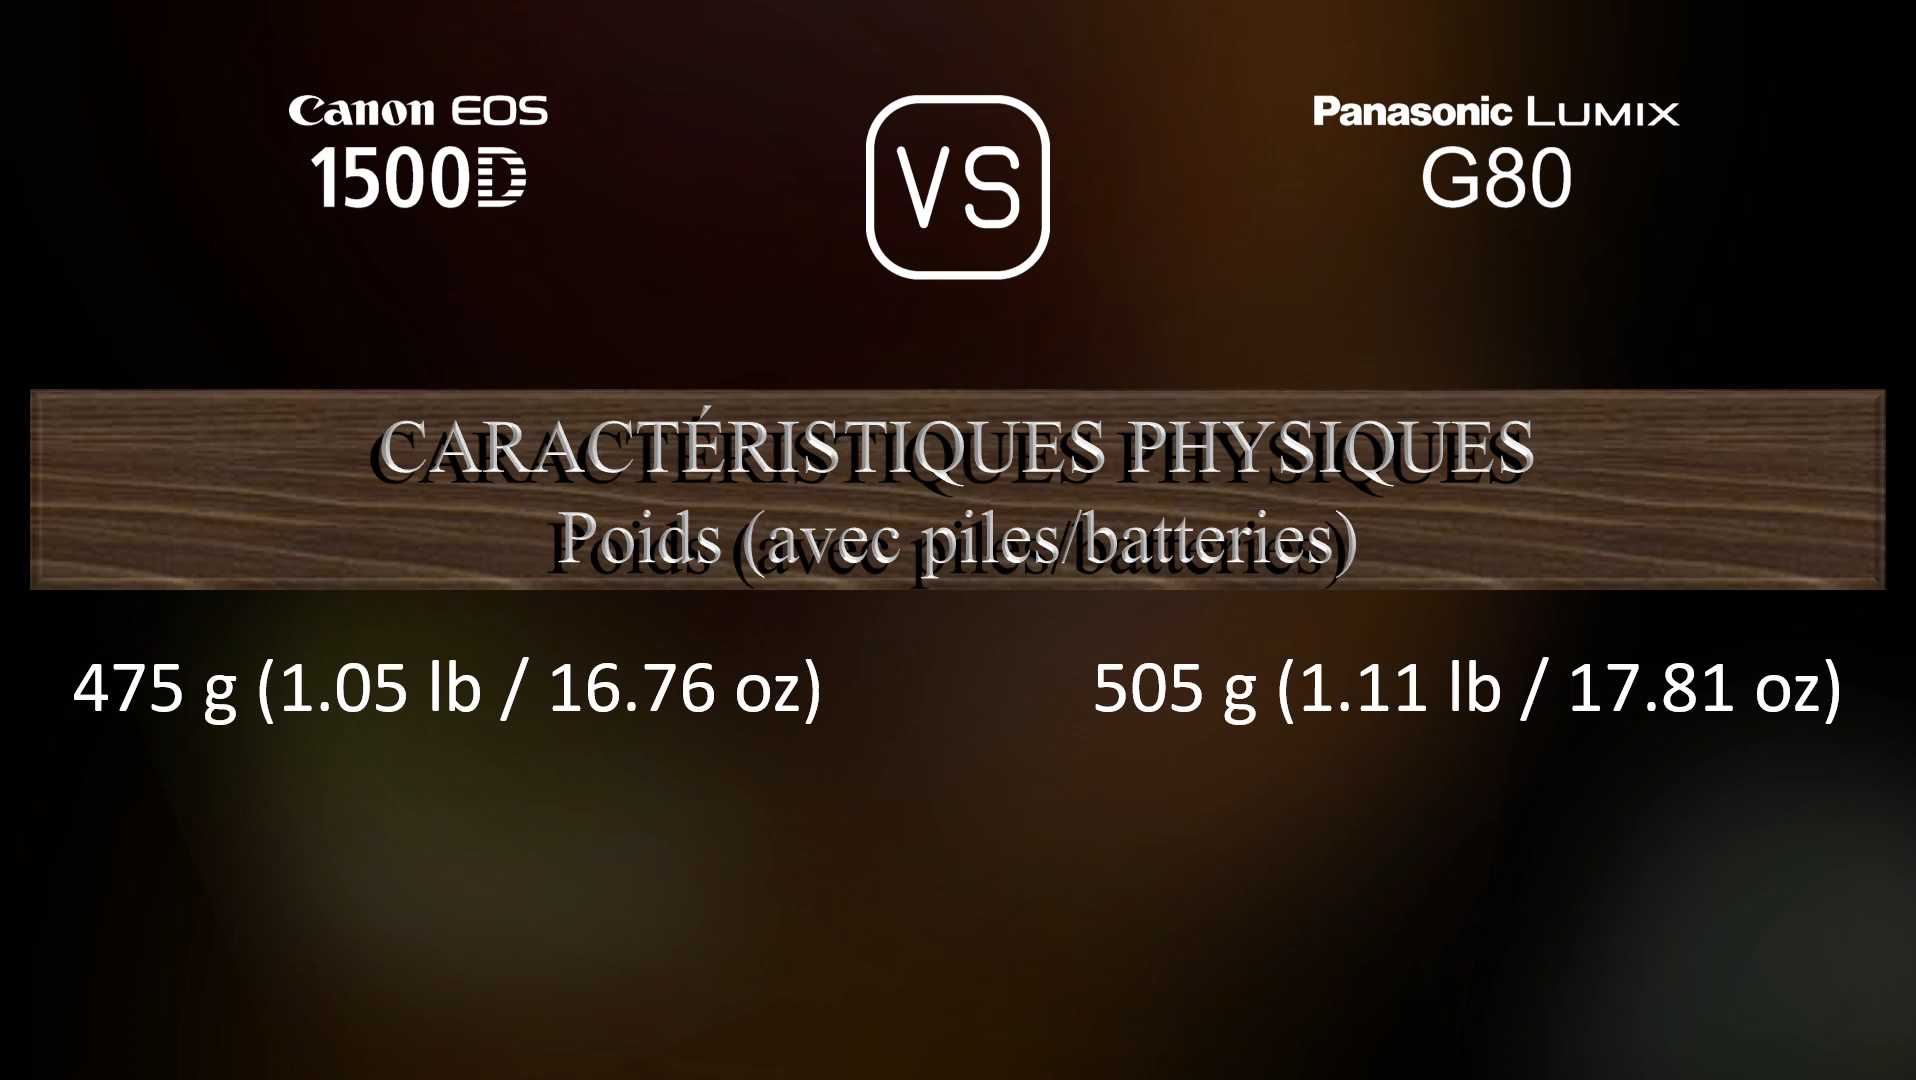 Canon EOS
1500D
VS
Panasonic LUMIX
G80
CARACTÉRISTIQUES PHYSIQUES
Poids (avec piles/batteries)
475 g (1.05 lb / 16.76 oz)
505 g (1.11 lb / 17.81 oz)